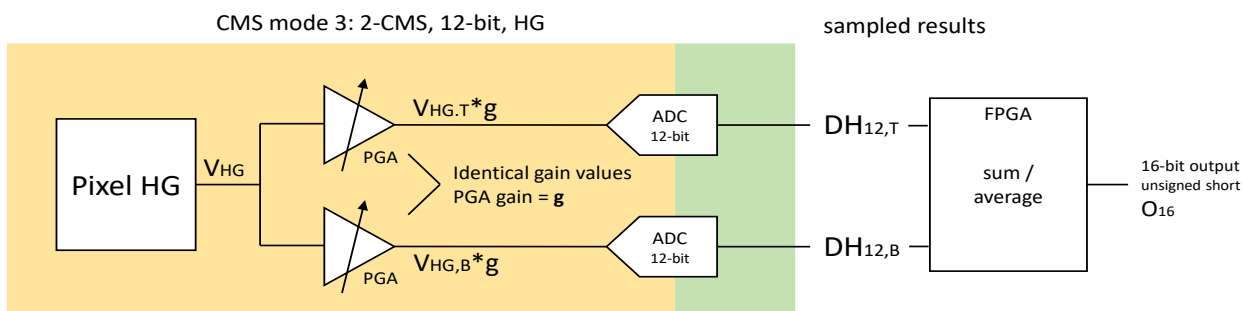 CMS mode 3: 2-CMS, 12-bit, HG
sampled results
Pixel HG
VHG
PGA
VHG.T*g
ADC
12-bit
DH12,T
Identical gain values
PGA gain = g
PGA
VHG,B*g
ADC
12-bit
DH12,B
FPGA
sum /
average
16-bit output
unsigned short
O16